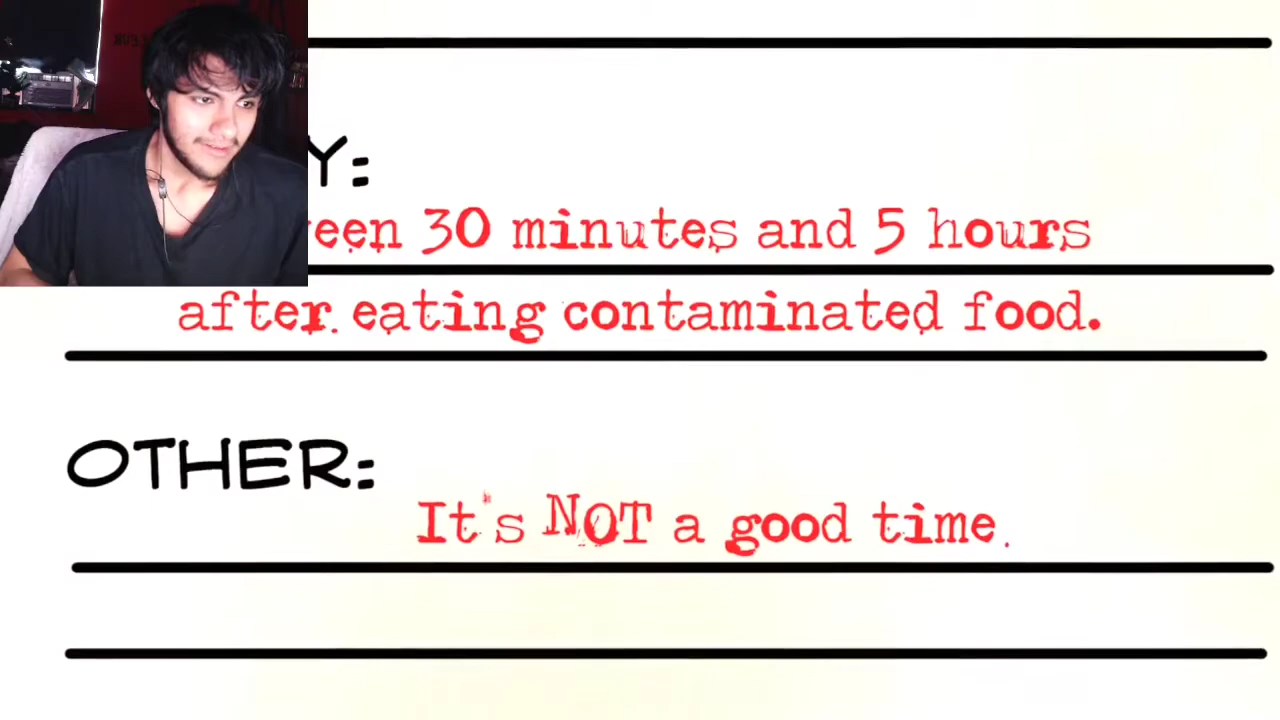 Y:
een 30 minutes and 5 hours
after eating contaminated food.
OTHER:
It's NOT a good time.